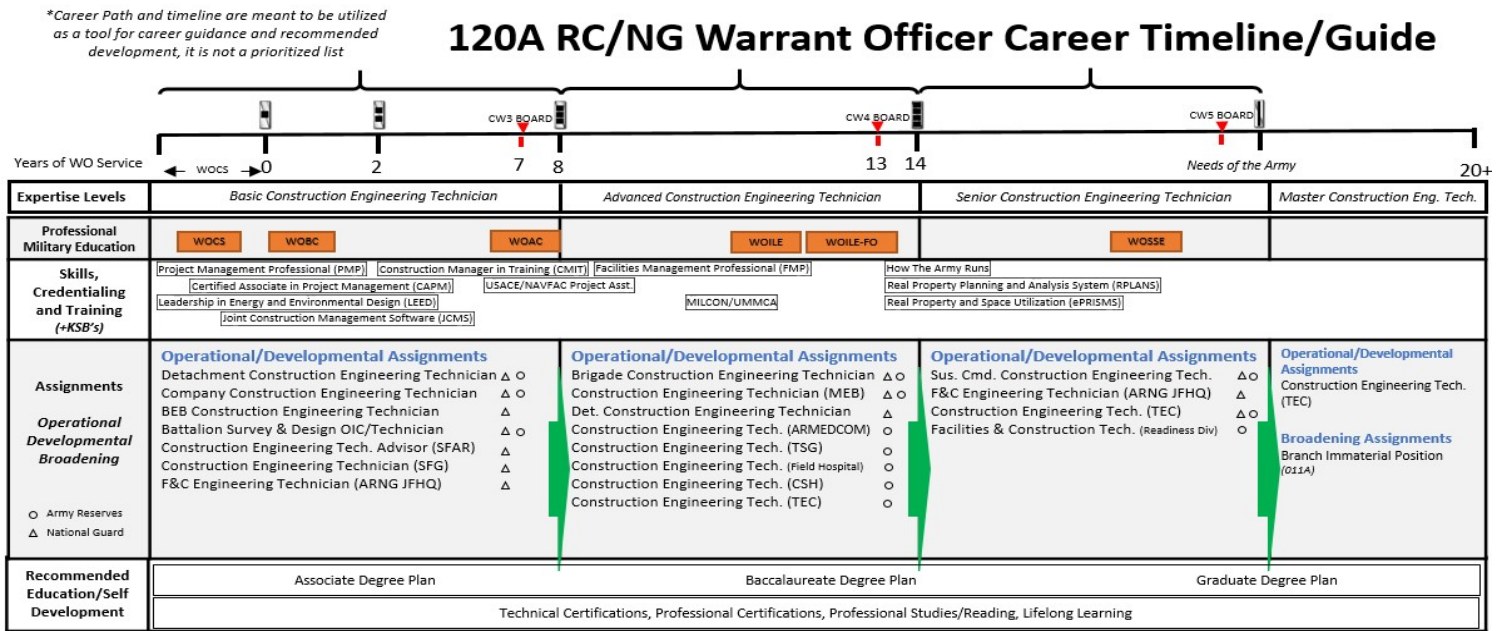 *Career Path and timeline are meant to be utilized
as a tool for career guidance and recommended
development, it is not a prioritized list
120A RC/NG Warrant Officer Career Timeline/Guide
CW3 BOARD
CW4 BOARD
CW5 BOARD
Years of WO Service
WOCS
0
2
7
8
13
14
Needs of the Army
20+
Expertise Levels
Basic Construction Engineering Technician
Advanced Construction Engineering Technician
Senior Construction Engineering Technician
Master Construction Eng. Tech.
Professional
Military Education
WOCS
WOBC
WOAC
WOILE
WOILE-FO
WOSSE
Skills,
Credentialing
and Training
(+KSB's)
Project Management Professional (PMP)
Construction Manager in Training (CMIT)
Facilities Management Professional (FMP)
How The Army Runs
Certified Associate in Project Management (CAPM)
USACE/NAVFAC Project Asst.
Real Property Planning and Analysis System (RPLANS)
Leadership in Energy and Environmental Design (LEED)
MILCON/UMMCA
Real Property and Space Utilization (ePRISMS)
Joint Construction Management Software (JCMS)
Assignments
Operational
Developmental
Broadening
○ Army Reserves
△ National Guard
Operational/Developmental Assignments
Detachment Construction Engineering Technician △ ○
Company Construction Engineering Technician △ ○
BEB Construction Engineering Technician △
Battalion Survey & Design OIC/Technician △ ○
Construction Engineering Tech. Advisor (SFAR) △
Construction Engineering Technician (SFG) △
F&C Engineering Technician (ARNG JFHQ) △
Operational/Developmental Assignments
Brigade Construction Engineering Technician △ ○
Construction Engineering Technician (MEB) △ ○
Det. Construction Engineering Technician △
Construction Engineering Tech. (ARMEDCOM) ○
Construction Engineering Tech. (TSG) ○
Construction Engineering Tech. (Field Hospital) ○
Construction Engineering Tech. (CSH) ○
Construction Engineering Tech. (TEC) ○
Operational/Developmental Assignments
Sus. Cmd. Construction Engineering Tech. △ ○
F&C Engineering Technician (ARNG JFHQ) △
Construction Engineering Tech. (TEC) △ ○
Facilities & Construction Tech. (Readiness Div) ○
Operational/Developmental
Assignments
Construction Engineering Tech.
(TEC)
Broadening Assignments
Branch Immaterial Position
(011A)
Recommended
Education/Self
Development
Associate Degree Plan
Baccalaureate Degree Plan
Graduate Degree Plan
Technical Certifications, Professional Certifications, Professional Studies/Reading, Lifelong Learning